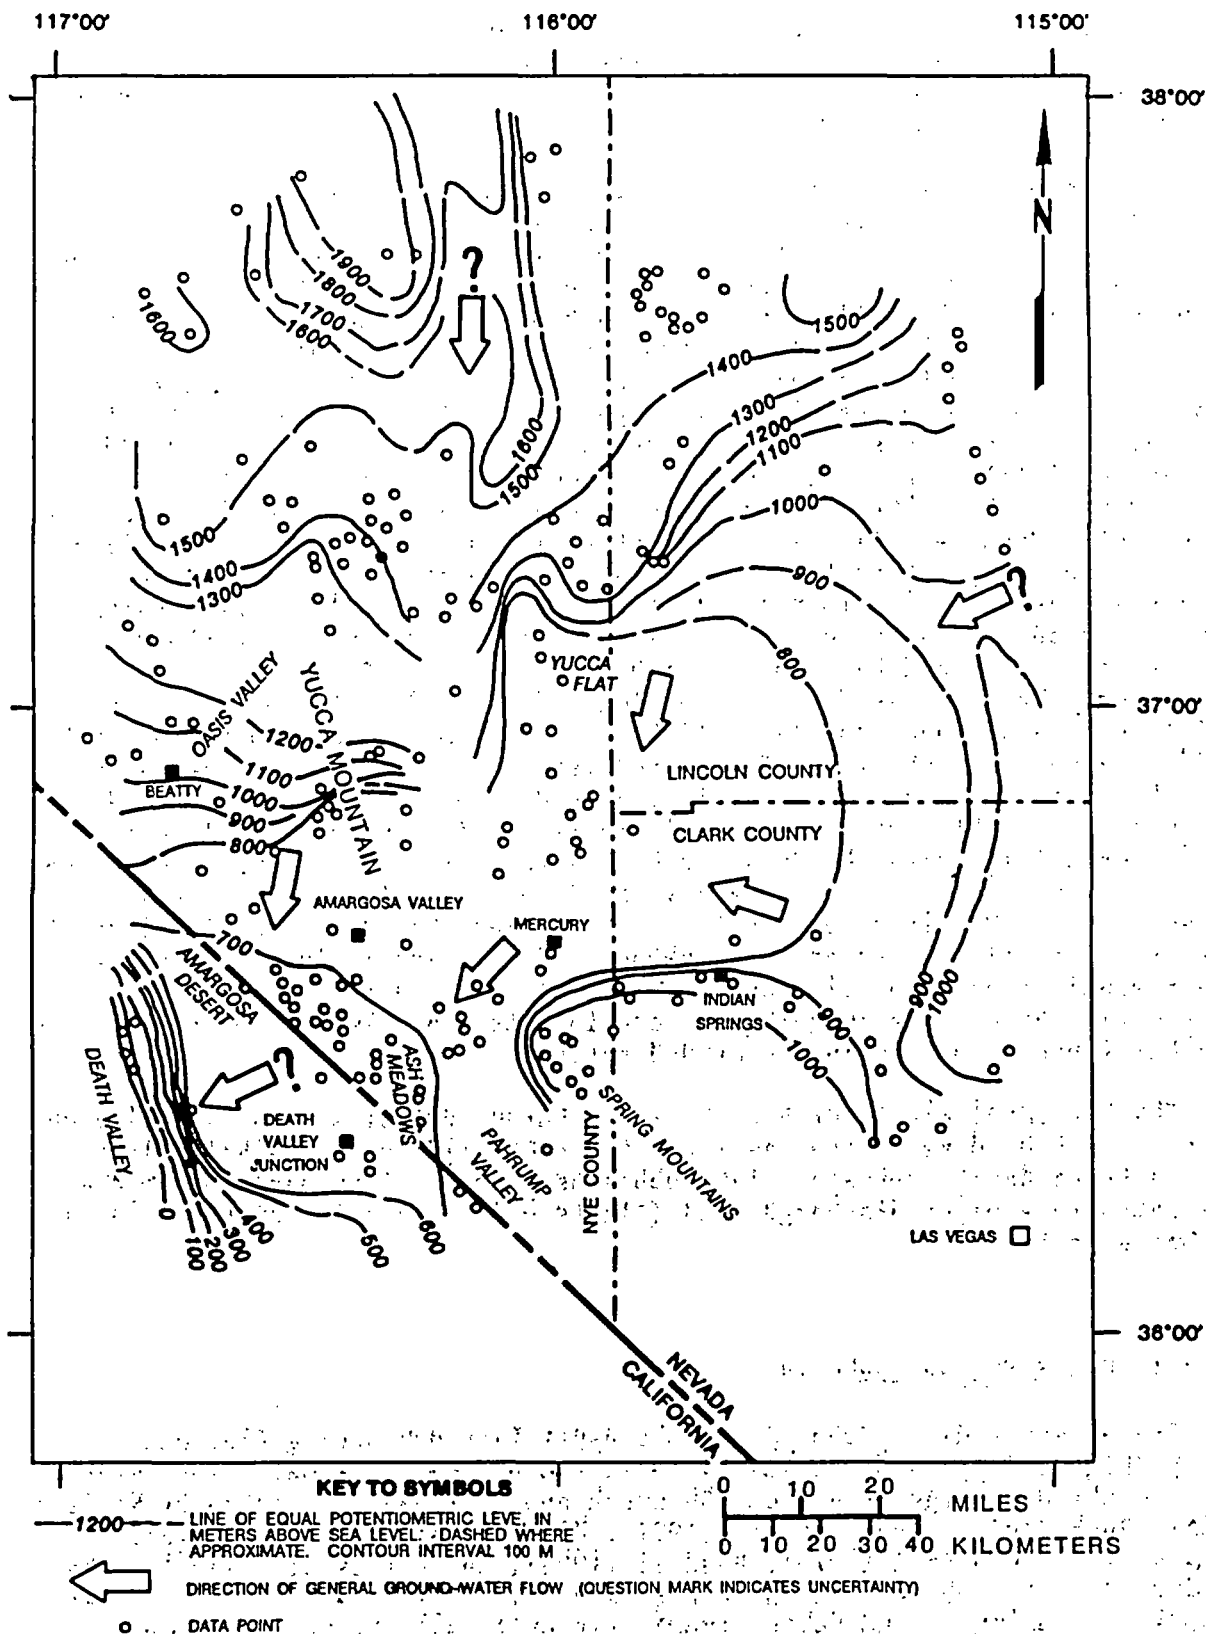 117°00'
116°00'
115°00'
38°00'
N
?
1900
1800
1700
1600
1600
1500
1400
1300
1200
1100
1600
1500
1000
1500
1400
1300
900
?
800
YUCCA
FLAT
OASIS VALLEY
YUCCA MOUNTAIN
37°00'
1200
1100
1000
900
800
BEATTY
LINCOLN COUNTY
CLARK COUNTY
AMARGOSA VALLEY
MERCURY
700
AMARGOSA
DESERT
INDIAN
SPRINGS
900
1000
900
1000
DEATH VALLEY
?
ASH
MEADOWS
DEATH
VALLEY
JUNCTION
PAHRUMP
VALLEY
NYE COUNTY
SPRING MOUNTAINS
0
100
200
300
400
500
600
LAS VEGAS
36°00'
NEVADA
CALIFORNIA
KEY TO SYMBOLS
1200 LINE OF EQUAL POTENTIOMETRIC LEVE, IN
METERS ABOVE SEA LEVEL. DASHED WHERE
APPROXIMATE. CONTOUR INTERVAL 100 M
DIRECTION OF GENERAL GROUND-WATER FLOW (QUESTION MARK INDICATES UNCERTAINTY)
DATA POINT
0 10 20 MILES
0 10 20 30 40 KILOMETERS